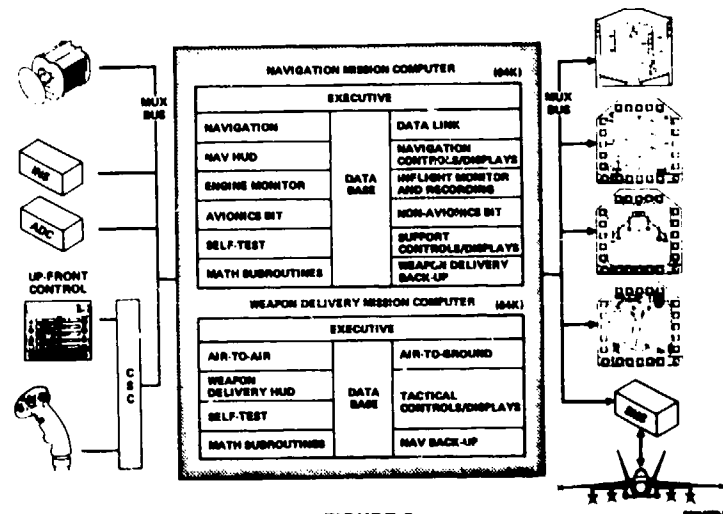 NAVIGATION MISSION COMPUTER (64K)
EXECUTIVE
NAVIGATION
NAV HUD
ENGINE MONITOR
AVIONICS BIT
SELF-TEST
MATH SUBROUTINES
DATA
BASE
DATA LINK
NAVIGATION
CONTROLS/DISPLAYS
INFLIGHT MONITOR
AND RECORDING
NON-AVIONICS BIT
SUPPORT
CONTROLS/DISPLAYS
WEAPON DELIVERY
BACK-UP
WEAPON DELIVERY MISSION COMPUTER (64K)
EXECUTIVE
AIR-TO-AIR
WEAPON
DELIVERY HUD
SELF-TEST
MATH SUBROUTINES
DATA
BASE
AIR-TO-GROUND
TACTICAL
CONTROLS/DISPLAYS
NAV BACK-UP
MUX
BUS
INS
ADC
UP-FRONT
CONTROL
C
S
C
MUX
BUS
SMS